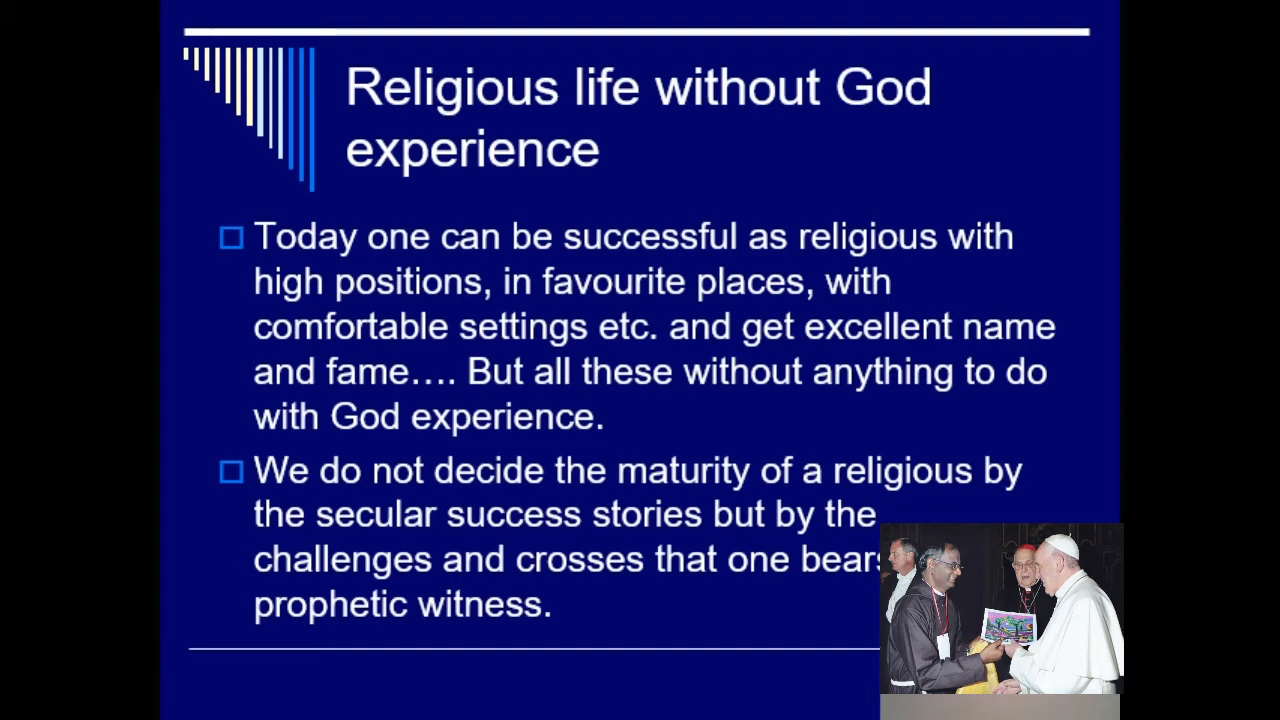 Religious life without God
experience
Today one can be successful as religious with
high positions, in favourite places, with
comfortable settings etc. and get excellent name
and fame…. But all these without anything to do
with God experience.
We do not decide the maturity of a religious by
the secular success stories but by the
challenges and crosses that one bears
prophetic witness.